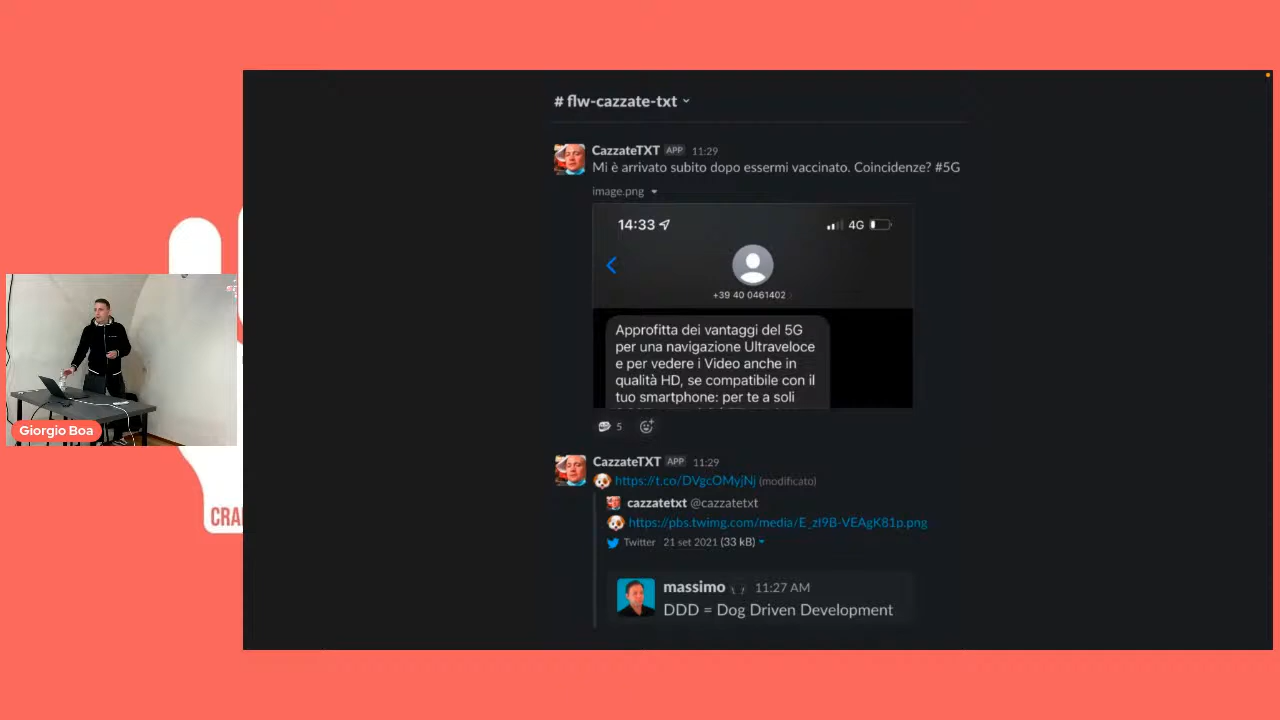 # flw-cazzate-txt
CazzateTXT APP 11:29
Mi è arrivato subito dopo essermi vaccinato. Coincidenze? #5G
image.png
14:33
4G
+39 40 0461402
Approfitta dei vantaggi del 5G
per una navigazione Ultraveloce
e per vedere i Video anche in
qualità HD, se compatibile con il
tuo smartphone: per te a soli
5
CazzateTXT APP 11:29
https://t.co/DVgcOMyjNj (modificato)
cazzatetxt @cazzatetxt
https://pbs.twimg.com/media/E_zI9B-VEAgK81p.png
Twitter 21 set 2021 (33 kB)
massimo 11:27 AM
DDD = Dog Driven Development
Giorgio Boa
CRA